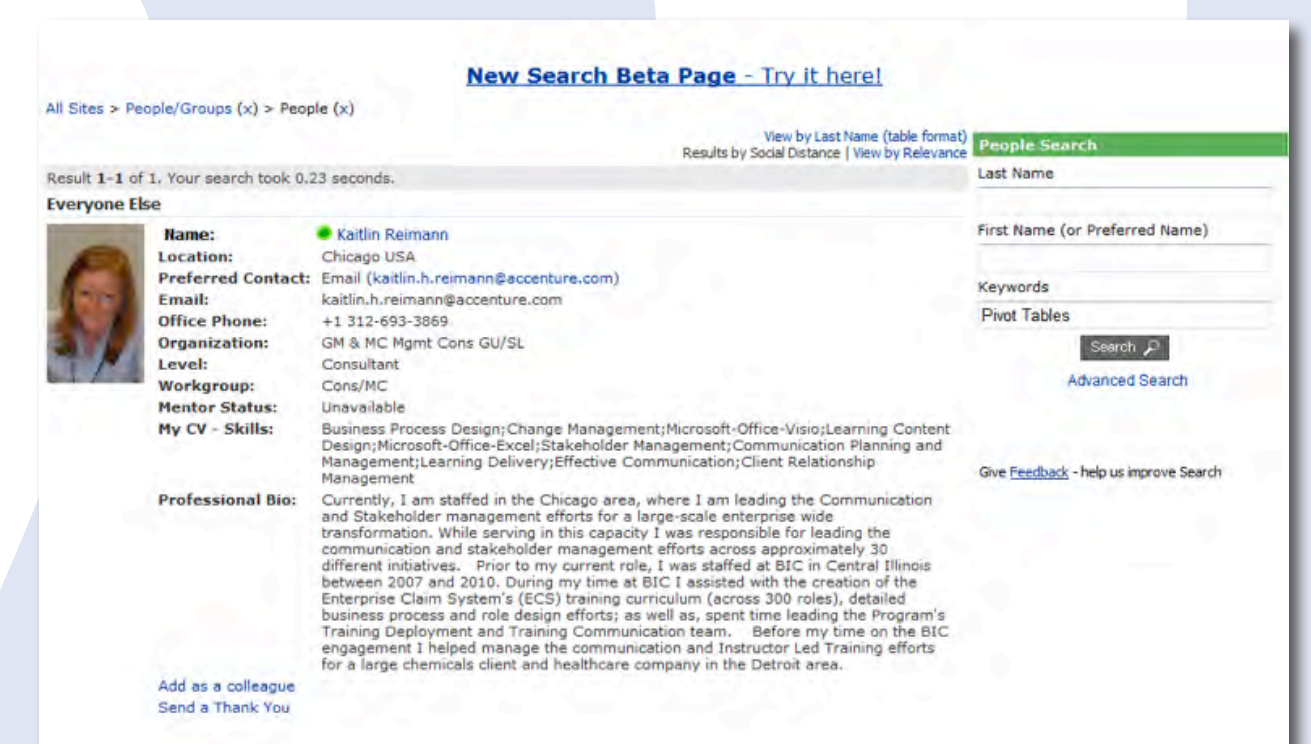 New Search Beta Page - Try it here!
All Sites > People/Groups (x) > People (x)
View by Last Name (table format)
Results by Social Distance | View by Relevance
Result 1-1 of 1. Your search took 0.23 seconds.
Everyone Else
Name: Kaitlin Reimann
Location: Chicago USA
Preferred Contact: Email (kaitlin.h.reimann@accenture.com)
Email: kaitlin.h.reimann@accenture.com
Office Phone: +1 312-693-3869
Organization: GM & MC Mgmt Cons GU/SL
Level: Consultant
Workgroup: Cons/MC
Mentor Status: Unavailable
My CV - Skills: Business Process Design;Change Management;Microsoft-Office-Visio;Learning Content
Design;Microsoft-Office-Excel;Stakeholder Management;Communication Planning and
Management;Learning Delivery;Effective Communication;Client Relationship
Management
Professional Bio: Currently, I am staffed in the Chicago area, where I am leading the Communication
and Stakeholder management efforts for a large-scale enterprise wide
transformation. While serving in this capacity I was responsible for leading the
communication and stakeholder management efforts across approximately 30
different initiatives. Prior to my current role, I was staffed at BIC in Central Illinois
between 2007 and 2010. During my time at BIC I assisted with the creation of the
Enterprise Claim System's (ECS) training curriculum (across 300 roles), detailed
business process and role design efforts; as well as, spent time leading the Program's
Training Deployment and Training Communication team. Before my time on the BIC
engagement I helped manage the communication and Instructor Led Training efforts
for a large chemicals client and healthcare company in the Detroit area.
Add as a colleague
Send a Thank You
People Search
Last Name
First Name (or Preferred Name)
Keywords
Pivot Tables
Search
Advanced Search
Give Feedback - help us improve Search